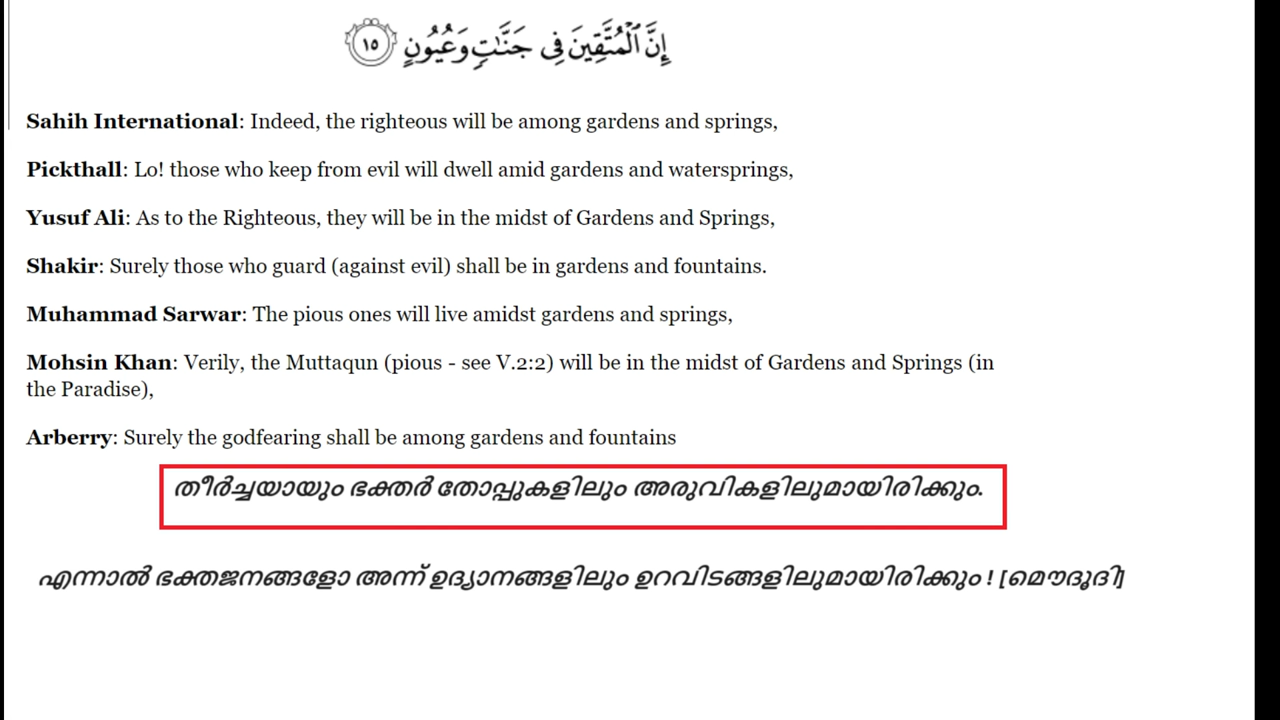 إِنَّ ٱلْمُتَّقِينَ فِى جَنَّـٰتٍ وَعُيُونٍ ١٥
Sahih International: Indeed, the righteous will be among gardens and springs,
Pickthall: Lo! those who keep from evil will dwell amid gardens and watersprings,
Yusuf Ali: As to the Righteous, they will be in the midst of Gardens and Springs,
Shakir: Surely those who guard (against evil) shall be in gardens and fountains.
Muhammad Sarwar: The pious ones will live amidst gardens and springs,
Mohsin Khan: Verily, the Muttaqun (pious - see V.2:2) will be in the midst of Gardens and Springs (in
the Paradise),
Arberry: Surely the godfearing shall be among gardens and fountains
തീർച്ചയായും ഭക്തർ തോപ്പുകളിലും അരുവികളിലുമായിരിക്കും.
എന്നാൽ ഭക്തജനങ്ങളോ അന്ന് ഉദ്യാനങ്ങളിലും ഉറവിടങ്ങളിലുമായിരിക്കും ! [മൌദൂദി]